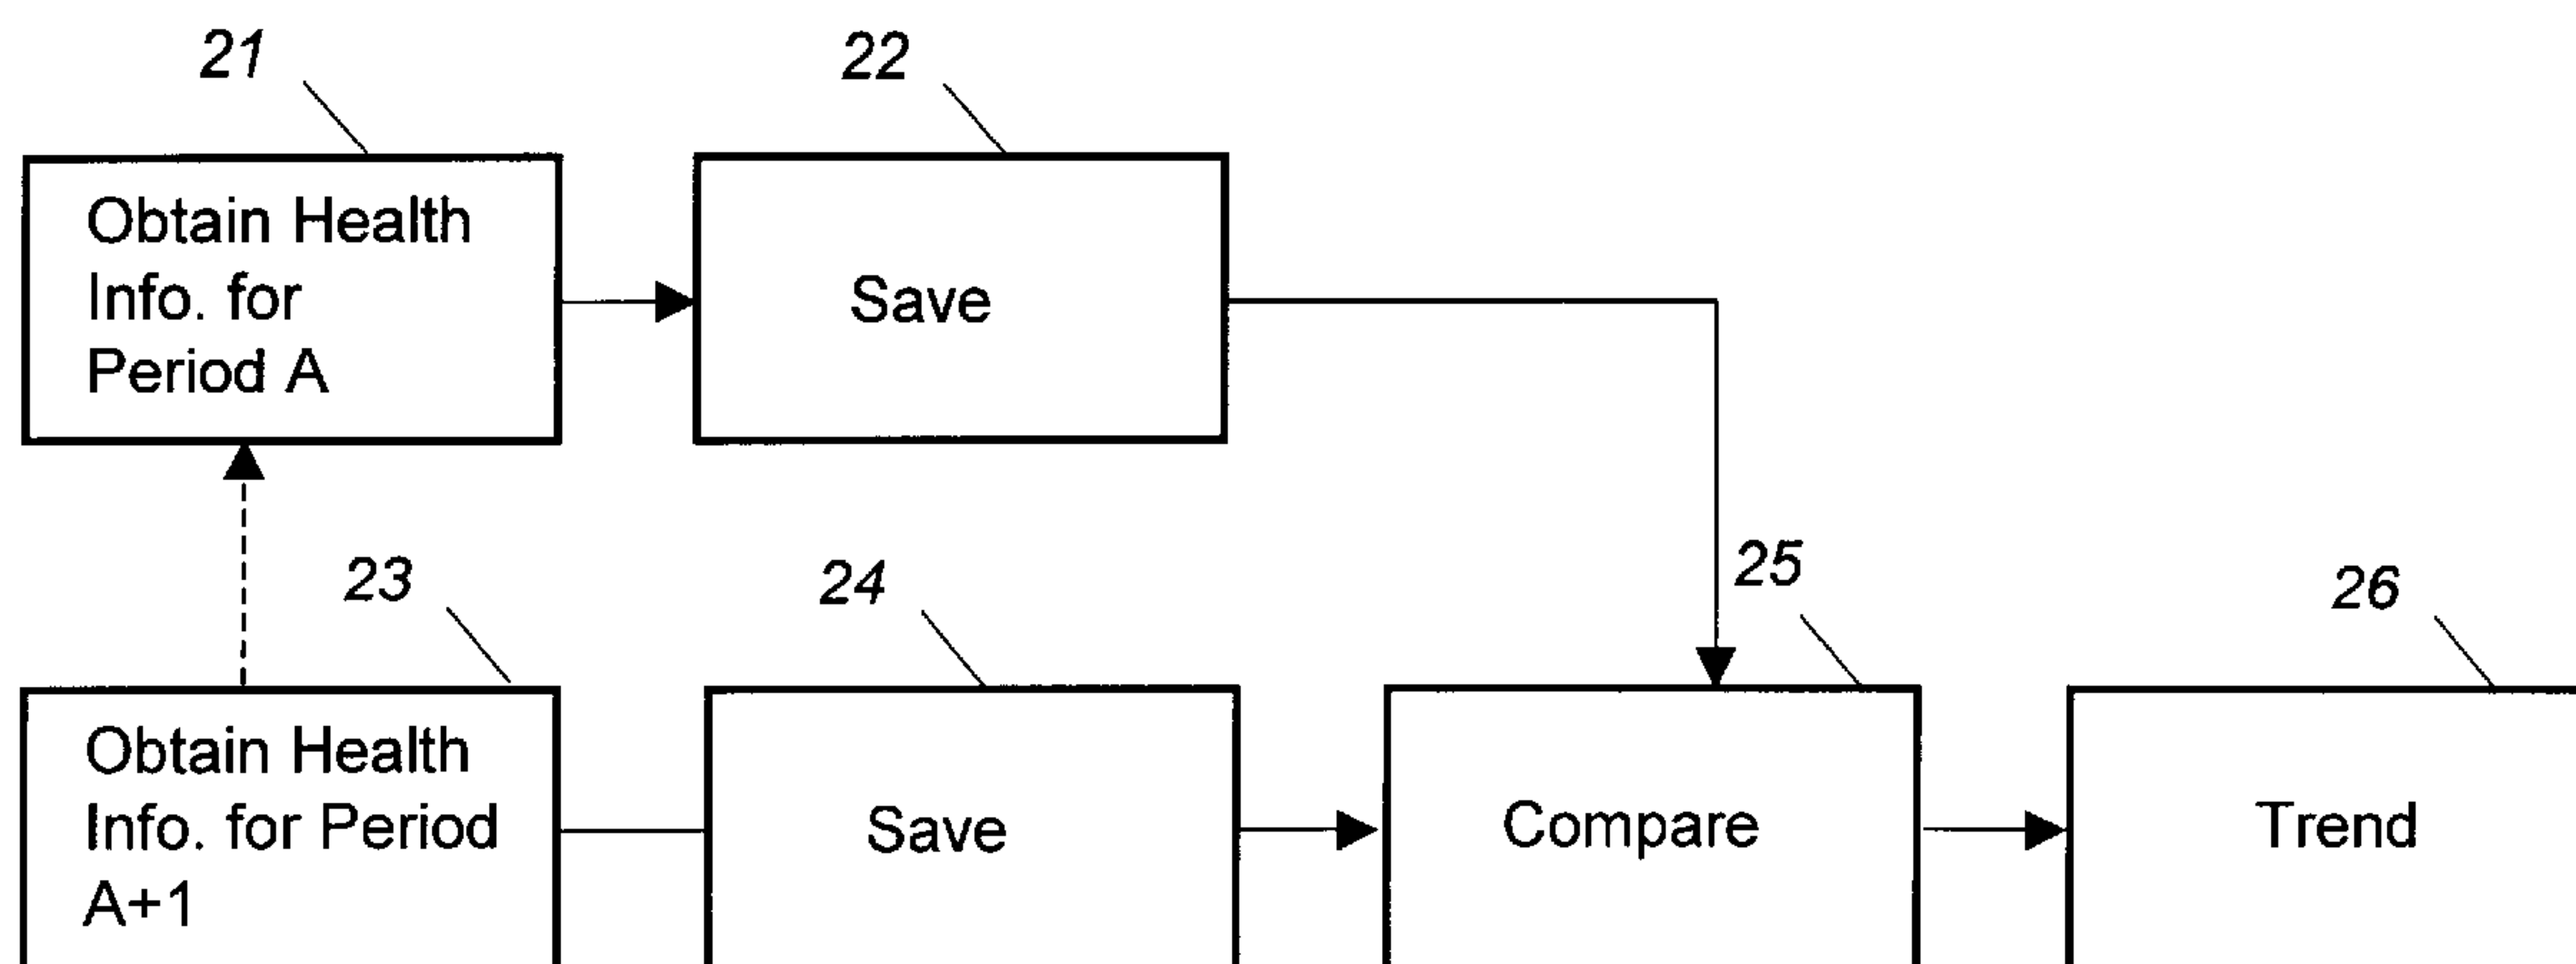 21
22
Obtain Health
Info. for
Period A
Save
23
24
25
26
Obtain Health
Info. for Period
A+1
Save
Compare
Trend